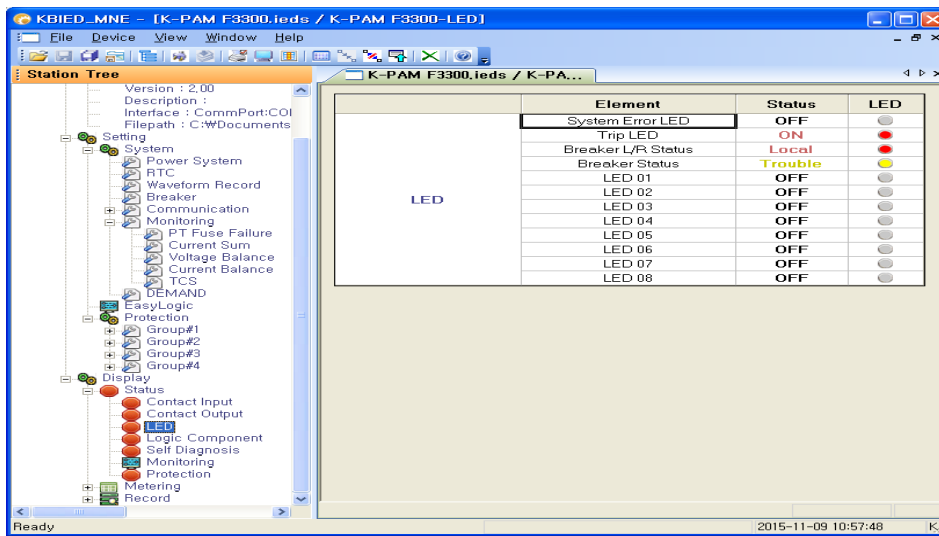 KBIED_MNE - [K-PAM F3300.ieds / K-PAM F3300-LED]
File Device View Window Help
Station Tree
K-PAM F3300.ieds / K-PA...
Version : 2,00
Description :
Interface : CommPort:COI
Filepath : C:₩Documents
Setting
System
Power System
RTC
Waveform Record
Breaker
Communication
Monitoring
PT Fuse Failure
Current Sum
Voltage Balance
Current Balance
TCS
DEMAND
EasyLogic
Protection
Group#1
Group#2
Group#3
Group#4
Display
Status
Contact Input
Contact Output
LED
Logic Component
Self Diagnosis
Monitoring
Protection
Metering
Record
Element Status LED
LED
System Error LED OFF
Trip LED ON
Breaker L/R Status Local
Breaker Status Trouble
LED 01 OFF
LED 02 OFF
LED 03 OFF
LED 04 OFF
LED 05 OFF
LED 06 OFF
LED 07 OFF
LED 08 OFF
Ready 2015-11-09 10:57:48 K